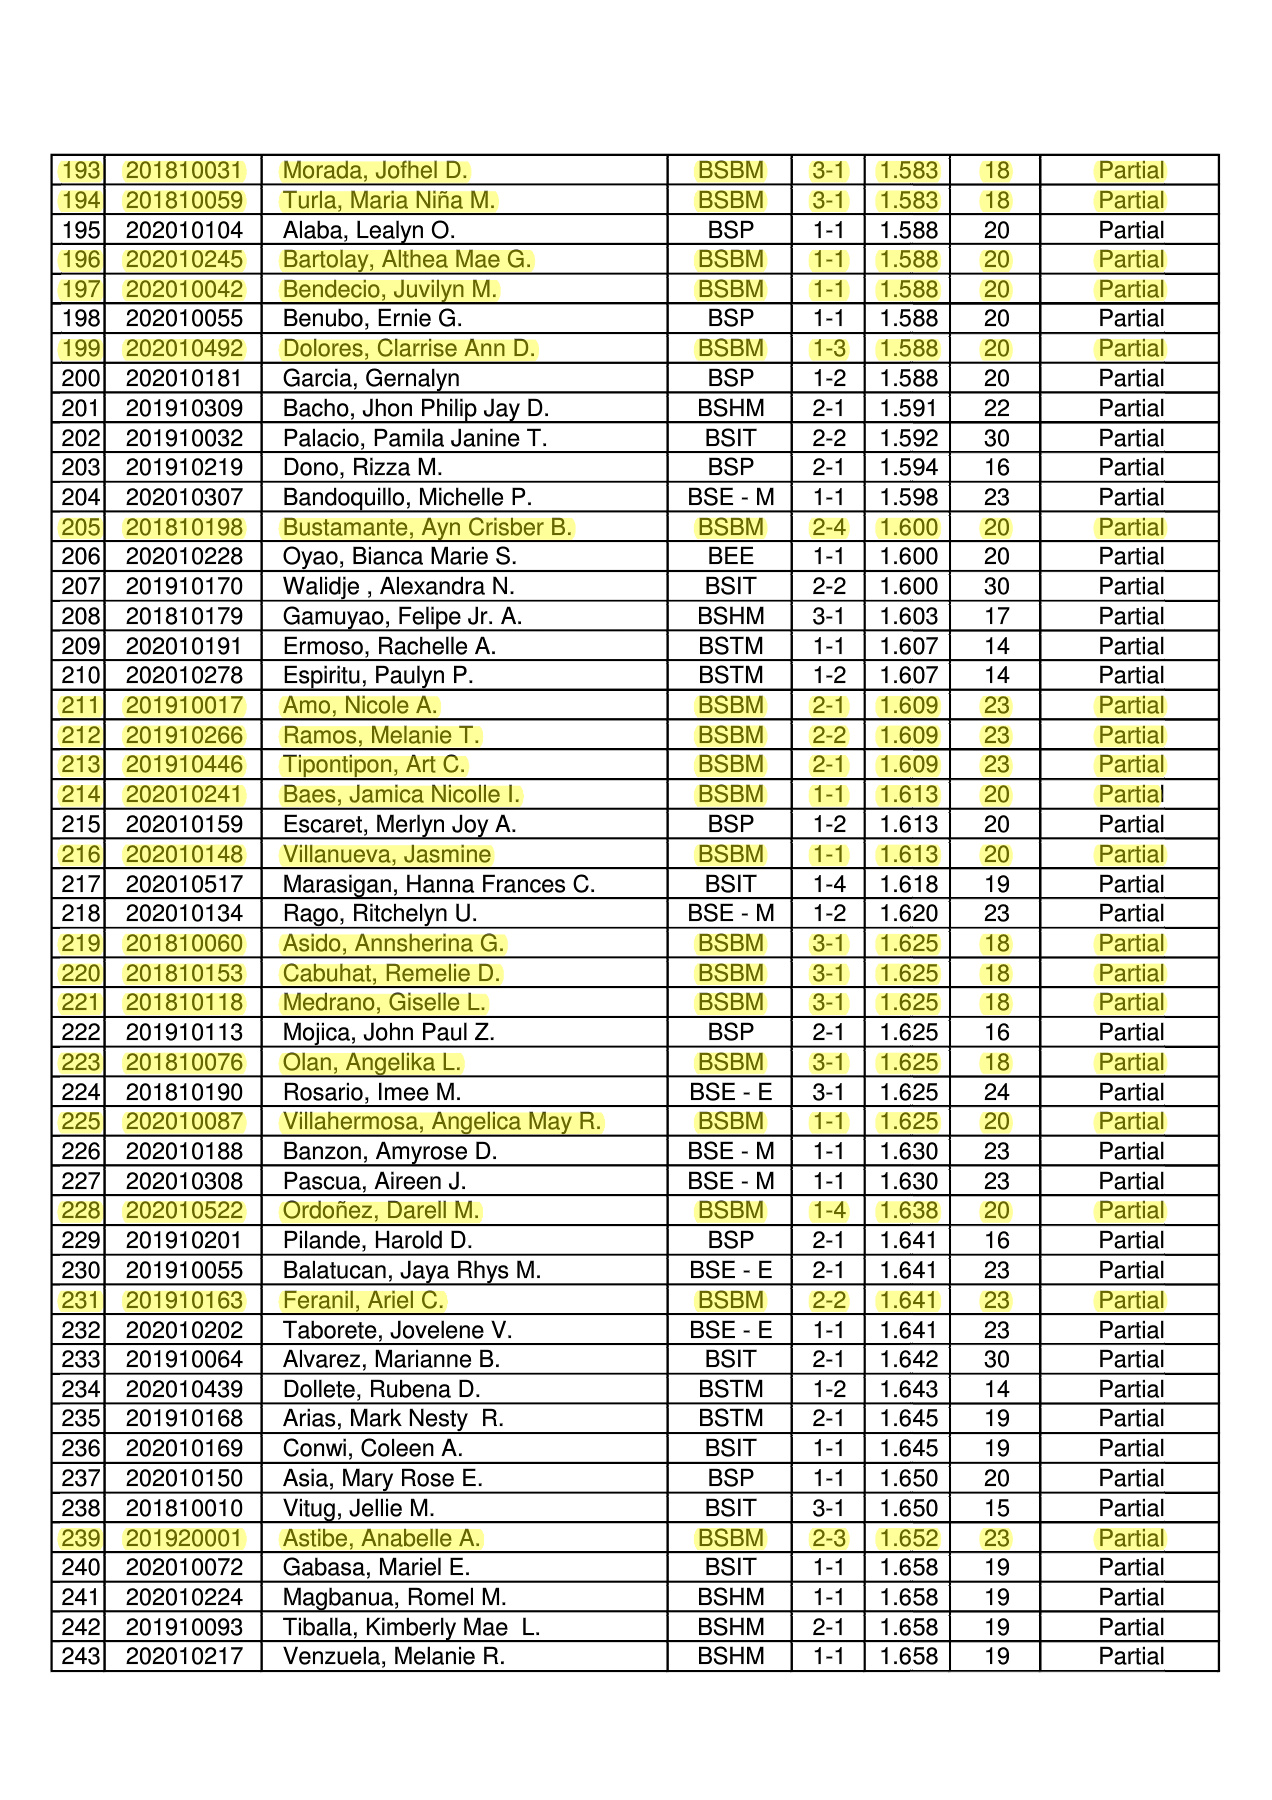 193 201810031 Morada, Jofhel D. BSBM 3-1 1.583 18 Partial
194 201810059 Turla, Maria Niña M. BSBM 3-1 1.583 18 Partial
195 202010104 Alaba, Lealyn O. BSP 1-1 1.588 20 Partial
196 202010245 Bartolay, Althea Mae G. BSBM 1-1 1.588 20 Partial
197 202010042 Bendecio, Juvilyn M. BSBM 1-1 1.588 20 Partial
198 202010055 Benubo, Ernie G. BSP 1-1 1.588 20 Partial
199 202010492 Dolores, Clarrise Ann D. BSBM 1-3 1.588 20 Partial
200 202010181 Garcia, Gernalyn BSP 1-2 1.588 20 Partial
201 201910309 Bacho, Jhon Philip Jay D. BSHM 2-1 1.591 22 Partial
202 201910032 Palacio, Pamila Janine T. BSIT 2-2 1.592 30 Partial
203 201910219 Dono, Rizza M. BSP 2-1 1.594 16 Partial
204 202010307 Bandoquillo, Michelle P. BSE - M 1-1 1.598 23 Partial
205 201810198 Bustamante, Ayn Crisber B. BSBM 2-4 1.600 20 Partial
206 202010228 Oyao, Bianca Marie S. BEE 1-1 1.600 20 Partial
207 201910170 Walidje , Alexandra N. BSIT 2-2 1.600 30 Partial
208 201810179 Gamuyao, Felipe Jr. A. BSHM 3-1 1.603 17 Partial
209 202010191 Ermoso, Rachelle A. BSTM 1-1 1.607 14 Partial
210 202010278 Espiritu, Paulyn P. BSTM 1-2 1.607 14 Partial
211 201910017 Amo, Nicole A. BSBM 2-1 1.609 23 Partial
212 201910266 Ramos, Melanie T. BSBM 2-2 1.609 23 Partial
213 201910446 Tipontipon, Art C. BSBM 2-1 1.609 23 Partial
214 202010241 Baes, Jamica Nicolle I. BSBM 1-1 1.613 20 Partial
215 202010159 Escaret, Merlyn Joy A. BSP 1-2 1.613 20 Partial
216 202010148 Villanueva, Jasmine BSBM 1-1 1.613 20 Partial
217 202010517 Marasigan, Hanna Frances C. BSIT 1-4 1.618 19 Partial
218 202010134 Rago, Ritchelyn U. BSE - M 1-2 1.620 23 Partial
219 201810060 Asido, Annsherina G. BSBM 3-1 1.625 18 Partial
220 201810153 Cabuhat, Remelie D. BSBM 3-1 1.625 18 Partial
221 201810118 Medrano, Giselle L. BSBM 3-1 1.625 18 Partial
222 201910113 Mojica, John Paul Z. BSP 2-1 1.625 16 Partial
223 201810076 Olan, Angelika L. BSBM 3-1 1.625 18 Partial
224 201810190 Rosario, Imee M. BSE - E 3-1 1.625 24 Partial
225 202010087 Villahermosa, Angelica May R. BSBM 1-1 1.625 20 Partial
226 202010188 Banzon, Amyrose D. BSE - M 1-1 1.630 23 Partial
227 202010308 Pascua, Aireen J. BSE - M 1-1 1.630 23 Partial
228 202010522 Ordoñez, Darell M. BSBM 1-4 1.638 20 Partial
229 201910201 Pilande, Harold D. BSP 2-1 1.641 16 Partial
230 201910055 Balatucan, Jaya Rhys M. BSE - E 2-1 1.641 23 Partial
231 201910163 Feranil, Ariel C. BSBM 2-2 1.641 23 Partial
232 202010202 Taborete, Jovelene V. BSE - E 1-1 1.641 23 Partial
233 201910064 Alvarez, Marianne B. BSIT 2-1 1.642 30 Partial
234 202010439 Dollete, Rubena D. BSTM 1-2 1.643 14 Partial
235 201910168 Arias, Mark Nesty  R. BSTM 2-1 1.645 19 Partial
236 202010169 Conwi, Coleen A. BSIT 1-1 1.645 19 Partial
237 202010150 Asia, Mary Rose E. BSP 1-1 1.650 20 Partial
238 201810010 Vitug, Jellie M. BSIT 3-1 1.650 15 Partial
239 201920001 Astibe, Anabelle A. BSBM 2-3 1.652 23 Partial
240 202010072 Gabasa, Mariel E. BSIT 1-1 1.658 19 Partial
241 202010224 Magbanua, Romel M. BSHM 1-1 1.658 19 Partial
242 201910093 Tiballa, Kimberly Mae  L. BSHM 2-1 1.658 19 Partial
243 202010217 Venzuela, Melanie R. BSHM 1-1 1.658 19 Partial